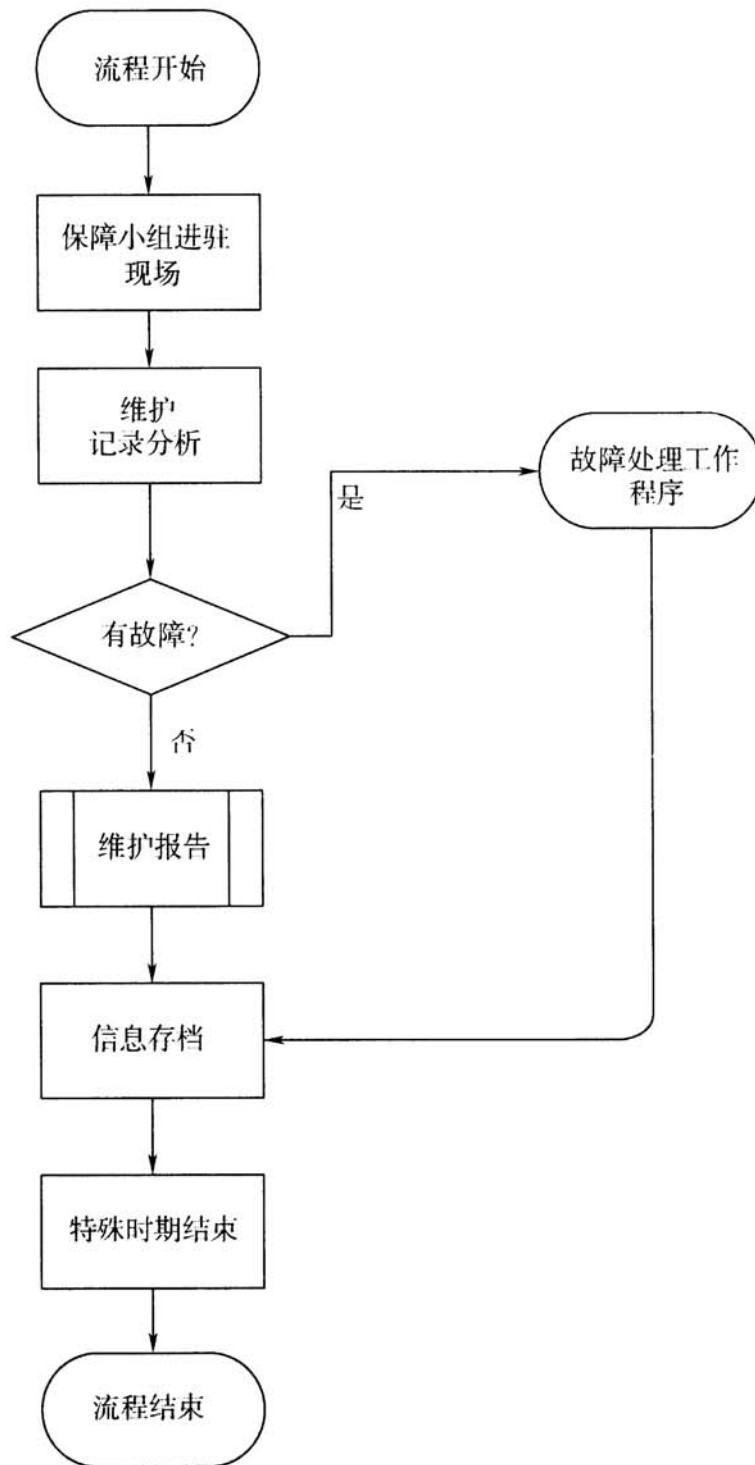 流程开始
保障小组进驻
现场
维护
记录分析
故障处理工作
程序
是
有故障?
否
维护报告
信息存档
特殊时期结束
流程结束